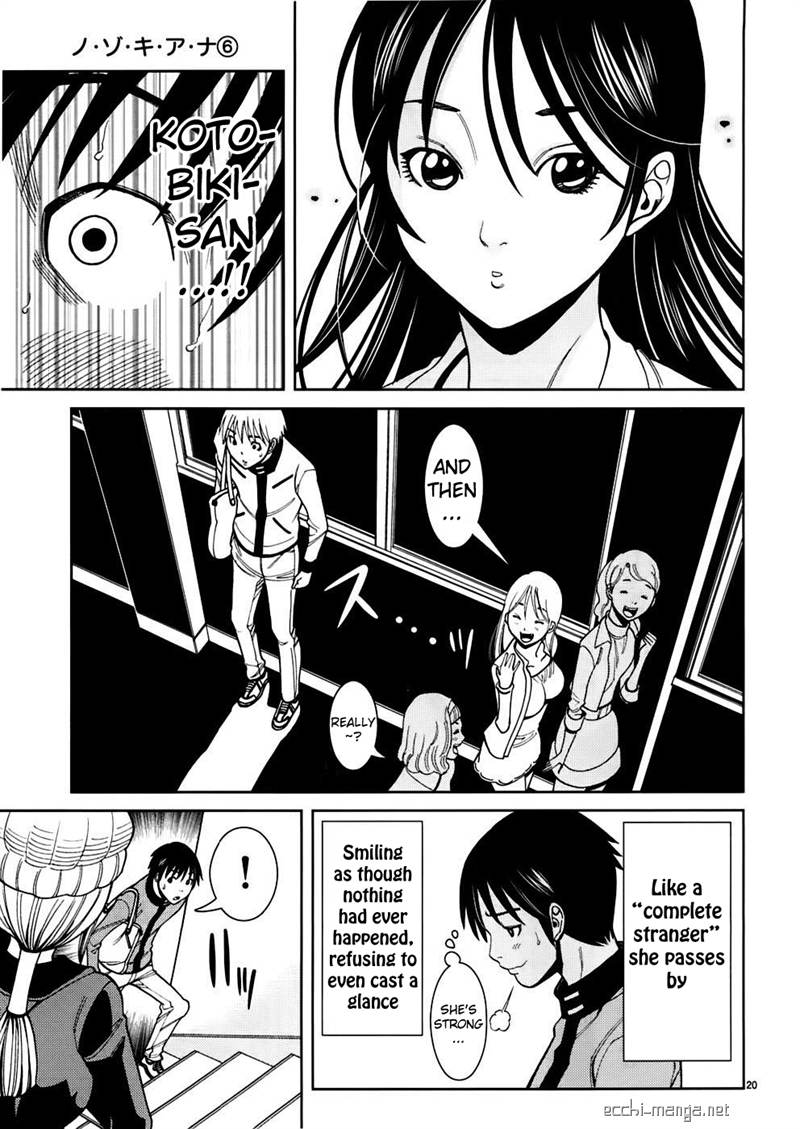 ノ・ゾ・キ・ア・ナ⑥
KOTO-
BIKI-
SAN
....!!
AND
THEN
...
ス・・・ッ
REALLY
~?
Like a
“complete
stranger”
she passes
by
Smiling
as though
nothing
had ever
happened,
refusing to
even cast a
glance
SHE'S
STRONG
...
!
20
ecchi-manga.net